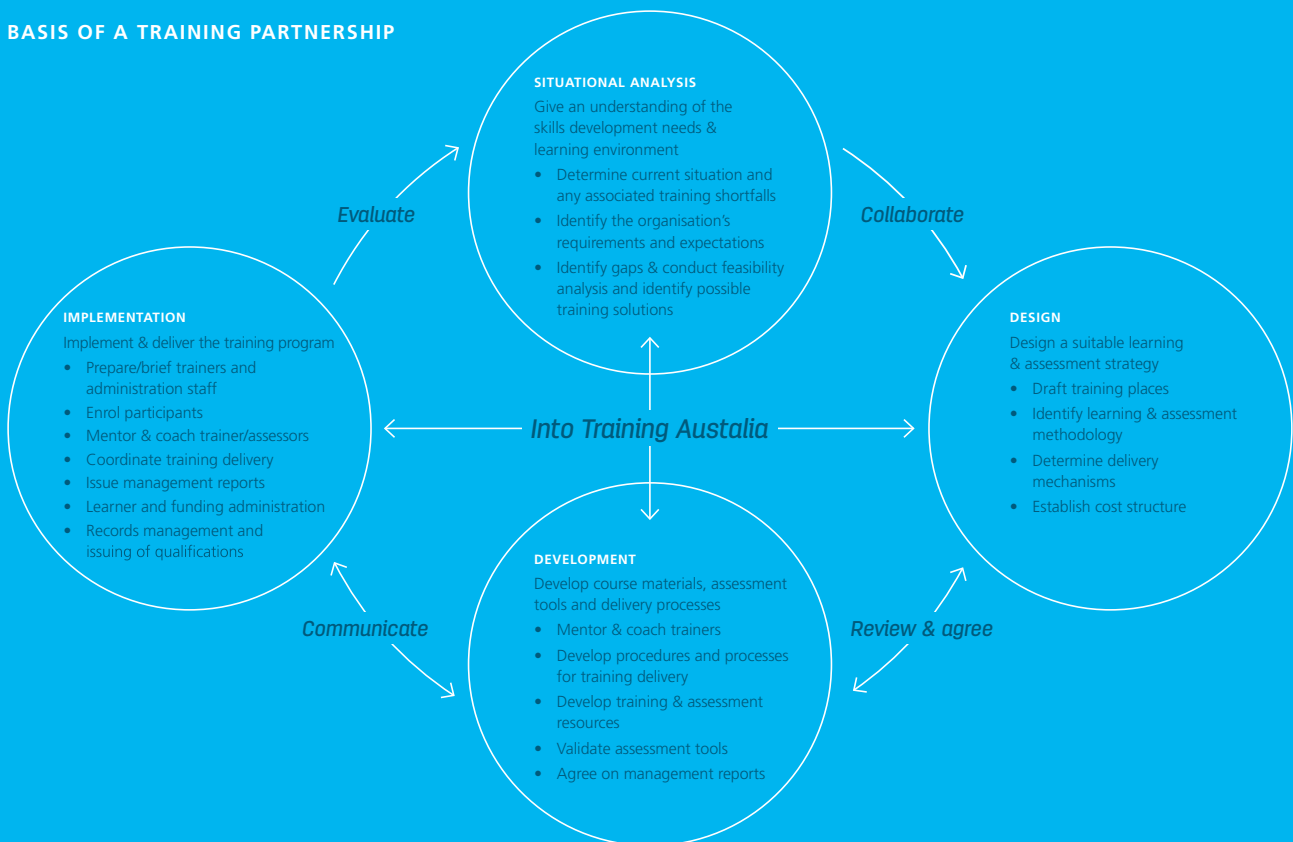 BASIS OF A TRAINING PARTNERSHIP
SITUATIONAL ANALYSIS
Give an understanding of the
skills development needs &
learning environment
• Determine current situation and
any associated training shortfalls
• Identify the organisation's
requirements and expectations
• Identify gaps & conduct feasibility
analysis and identify possible
training solutions
Evaluate
Collaborate
IMPLEMENTATION
Implement & deliver the training program
• Prepare/brief trainers and
administration staff
• Enrol participants
• Mentor & coach trainer/assessors
• Coordinate training delivery
• Issue management reports
• Learner and funding administration
• Records management and
issuing of qualifications
Into Training Austalia
DESIGN
Design a suitable learning
& assessment strategy
• Draft training places
• Identify learning & assessment
methodology
• Determine delivery
mechanisms
• Establish cost structure
Communicate
Review & agree
DEVELOPMENT
Develop course materials, assessment
tools and delivery processes
• Mentor & coach trainers
• Develop procedures and processes
for training delivery
• Develop training & assessment
resources
• Validate assessment tools
• Agree on management reports